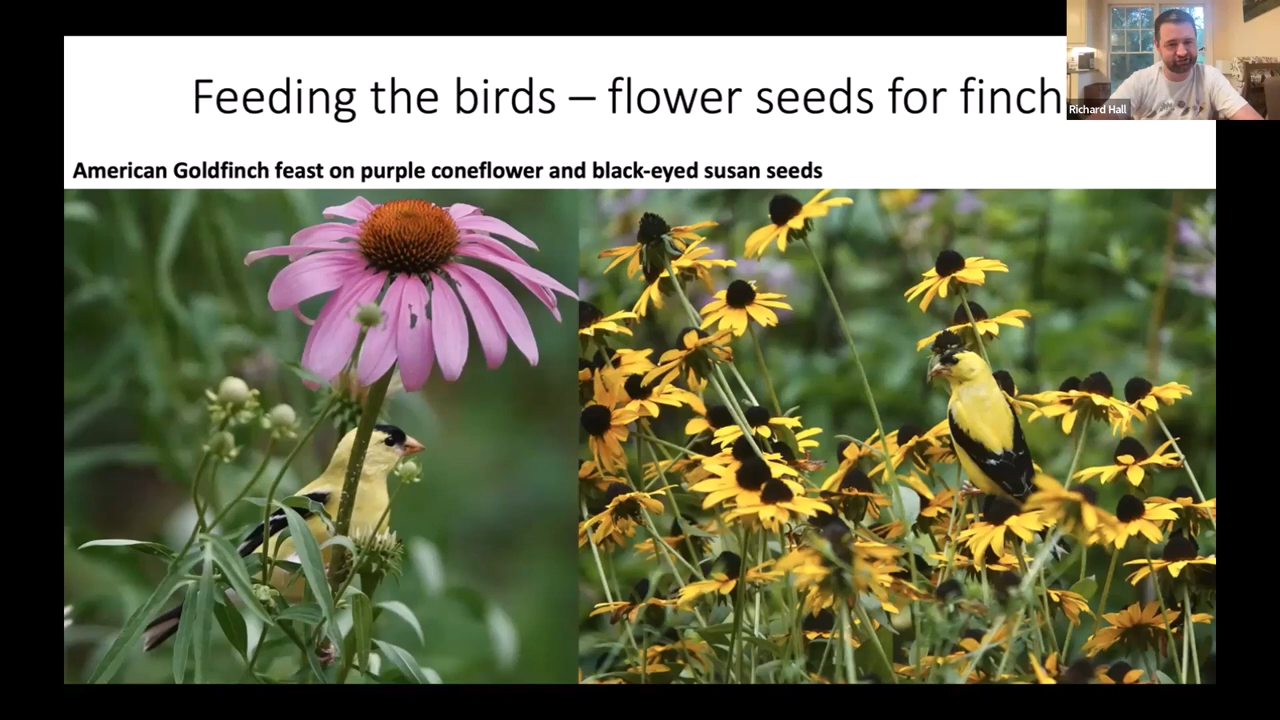 Feeding the birds – flower seeds for finch
Richard Hall
American Goldfinch feast on purple coneflower and black-eyed susan seeds